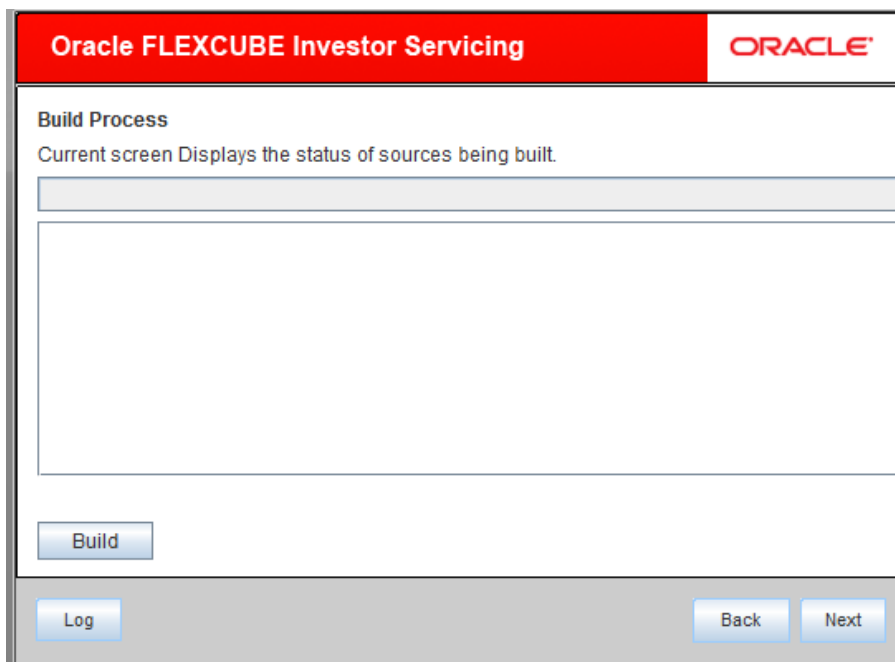 Oracle FLEXCUBE Investor Servicing
ORACLE
Build Process
Current screen Displays the status of sources being built.
Build
Log
Back
Next